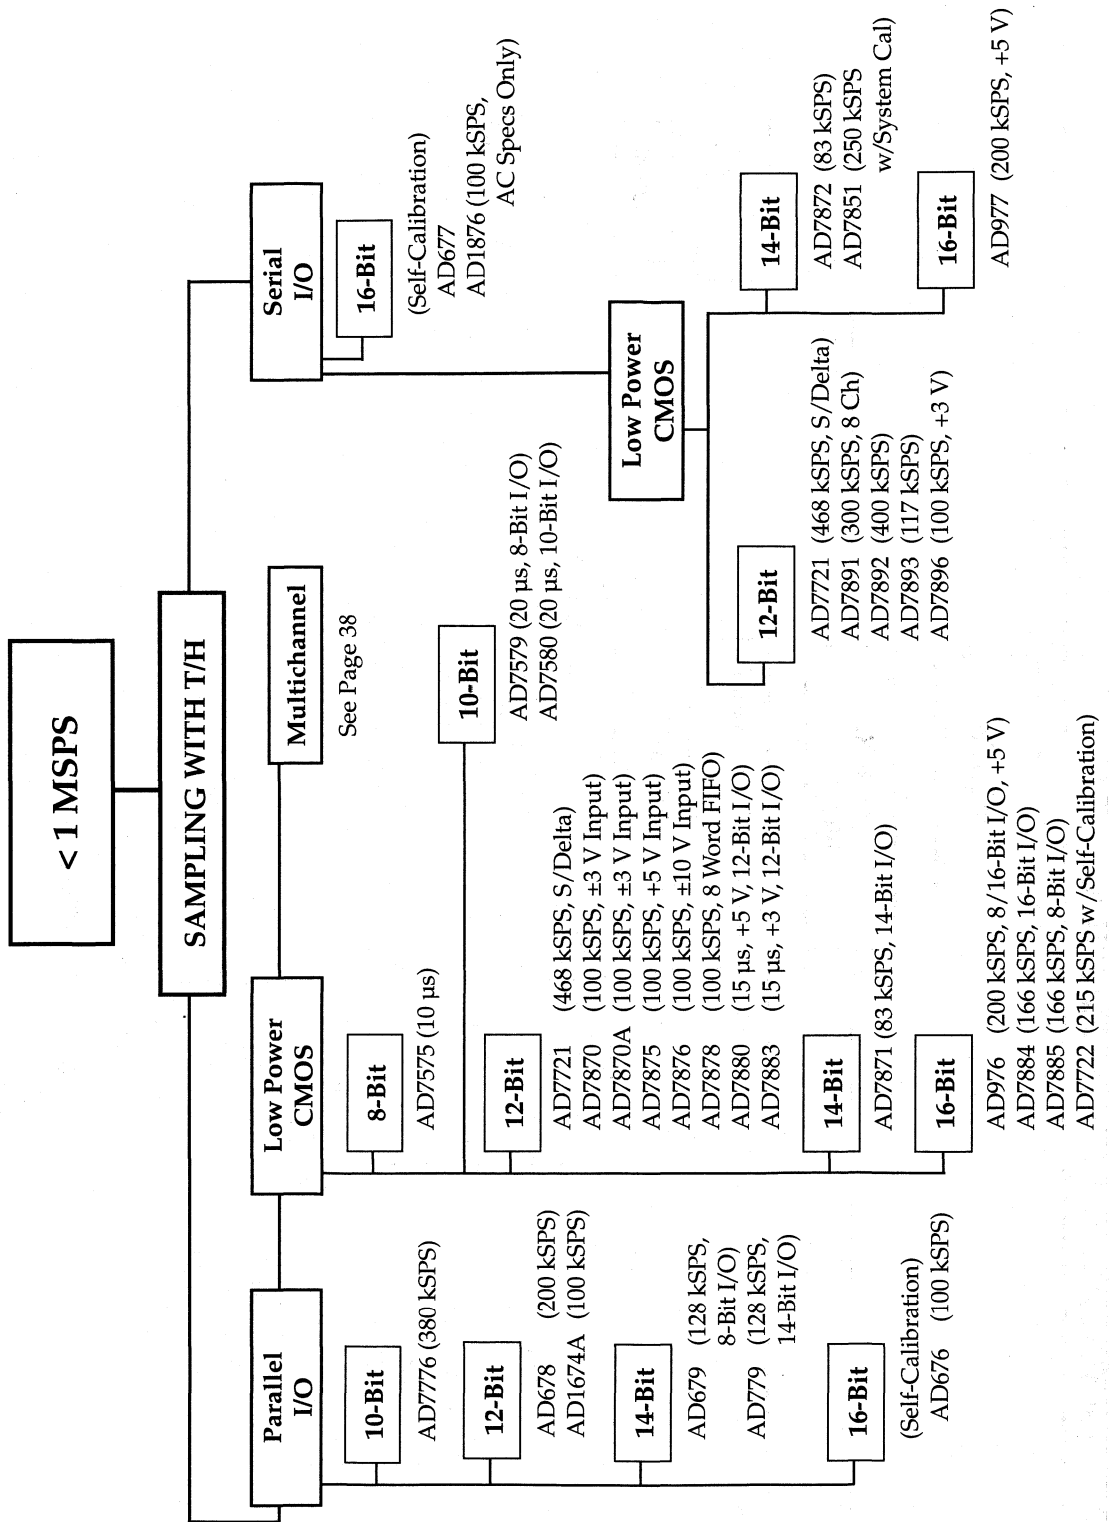 < 1 MSPS
SAMPLING WITH T/H
Parallel
I/O
10-Bit
AD7776 (380 kSPS)
12-Bit
AD678 (200 kSPS)
AD1674A (100 kSPS)
14-Bit
AD679 (128 kSPS,
8-Bit I/O)
AD779 (128 kSPS,
14-Bit I/O)
16-Bit
(Self-Calibration)
AD676 (100 kSPS)
Low Power
CMOS
8-Bit
AD7575 (10 µs)
10-Bit
AD7579 (20 µs, 8-Bit I/O)
AD7580 (20 µs, 10-Bit I/O)
12-Bit
AD7721 (468 kSPS, S/Delta)
AD7870 (100 kSPS, ±3 V Input)
AD7870A (100 kSPS, ±3 V Input)
AD7875 (100 kSPS, +5 V Input)
AD7876 (100 kSPS, ±10 V Input)
AD7878 (100 kSPS, 8 Word FIFO)
AD7880 (15 µs, +5 V, 12-Bit I/O)
AD7883 (15 µs, +3 V, 12-Bit I/O)
14-Bit
AD7871 (83 kSPS, 14-Bit I/O)
16-Bit
AD976 (200 kSPS, 8/16-Bit I/O, +5 V)
AD7884 (166 kSPS, 16-Bit I/O)
AD7885 (166 kSPS, 8-Bit I/O)
AD7722 (215 kSPS w/Self-Calibration)
Multichannel
See Page 38
Serial
I/O
16-Bit
(Self-Calibration)
AD677
AD1876 (100 kSPS,
AC Specs Only)
Low Power
CMOS
12-Bit
AD7721 (468 kSPS, S/Delta)
AD7891 (300 kSPS, 8 Ch)
AD7892 (400 kSPS)
AD7893 (117 kSPS)
AD7896 (100 kSPS, +3 V)
14-Bit
AD7872 (83 kSPS)
AD7851 (250 kSPS
w/System Cal)
16-Bit
AD977 (200 kSPS, +5 V)